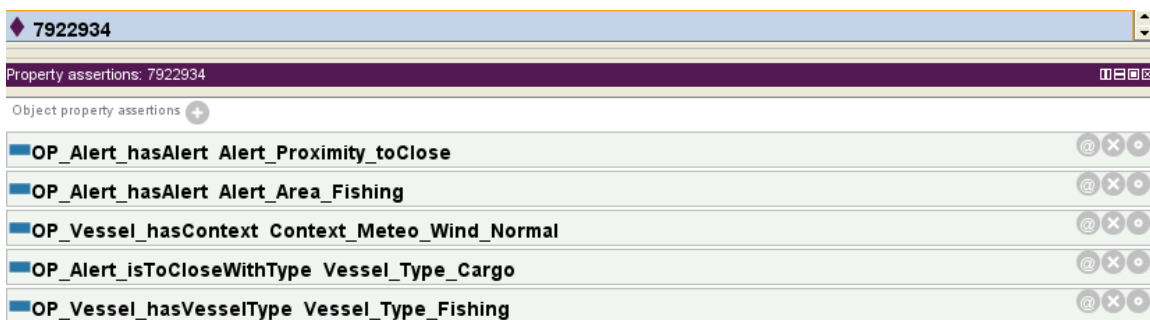 7922934
Property assertions: 7922934
Object property assertions
OP_Alert_hasAlert Alert_Proximity_toClose
OP_Alert_hasAlert Alert_Area_Fishing
OP_Vessel_hasContext Context_Meteo_Wind_Normal
OP_Alert_isToCloseWithType Vessel_Type_Cargo
OP_Vessel_hasVesselType Vessel_Type_Fishing